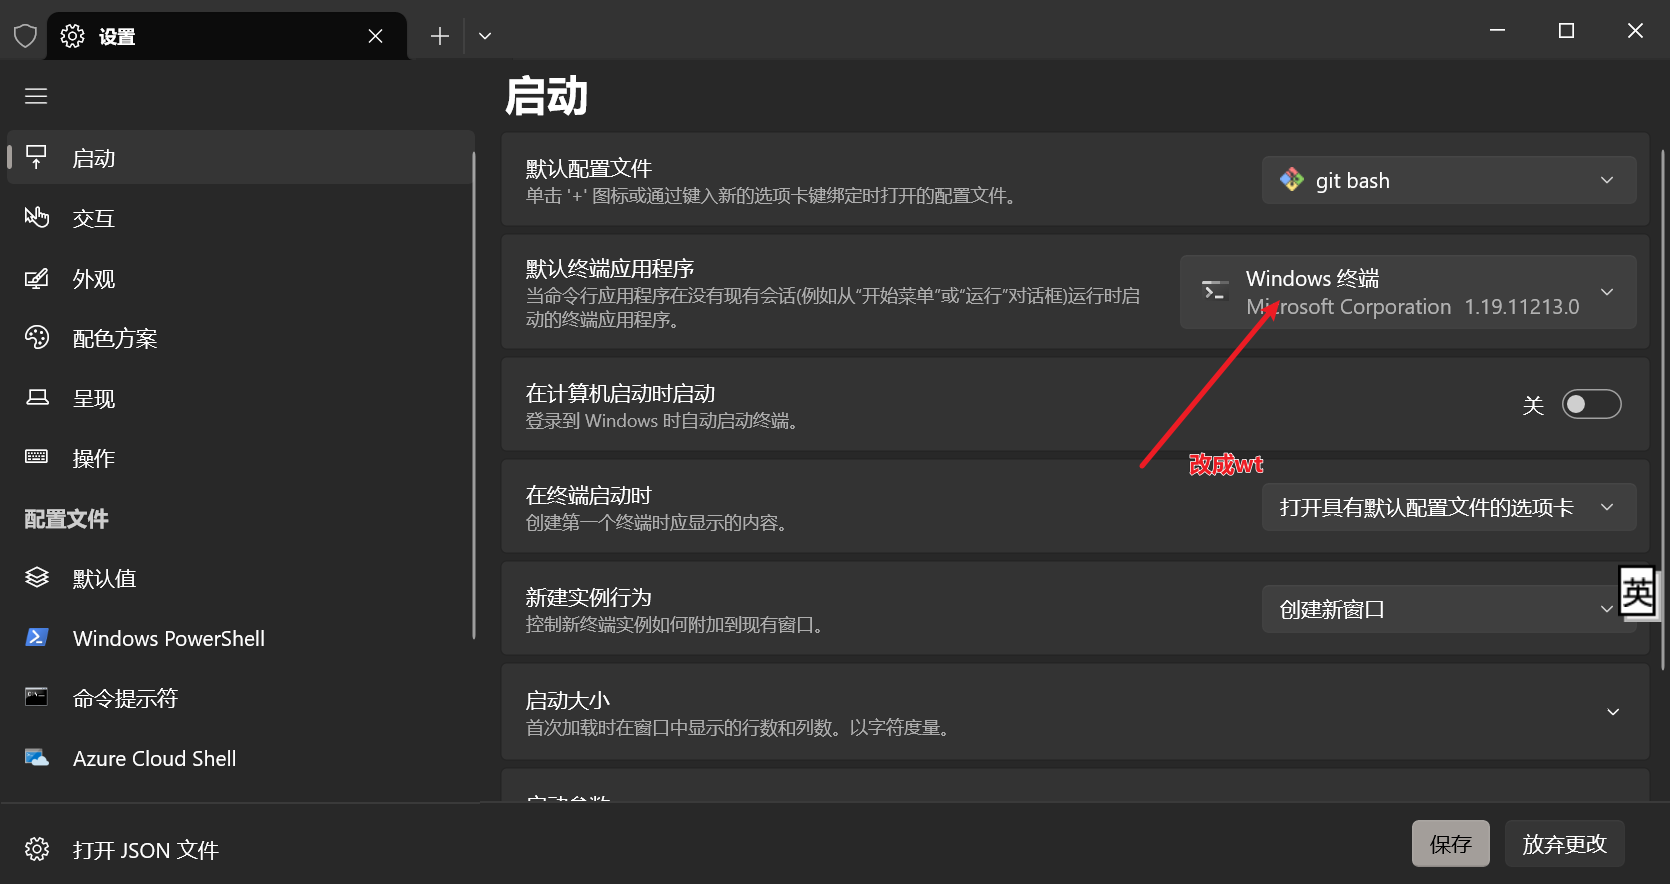 设置
启动
启动
交互
外观
配色方案
呈现
操作
配置文件
默认值
Windows PowerShell
命令提示符
Azure Cloud Shell
打开 JSON 文件
默认配置文件
单击 '+' 图标或通过键入新的选项卡键绑定时打开的配置文件。
git bash
默认终端应用程序
当命令行应用程序在没有现有会话(例如从“开始菜单”或“运行”对话框)运行时启
动的终端应用程序。
Windows 终端
Microsoft Corporation 1.19.11213.0
在计算机启动时启动
登录到 Windows 时自动启动终端。
关
改成wt
在终端启动时
创建第一个终端时应显示的内容。
打开具有默认配置文件的选项卡
新建实例行为
控制新终端实例如何附加到现有窗口。
创建新窗口
英
启动大小
首次加载时在窗口中显示的行数和列数。以字符度量。
启动参数
保存
放弃更改